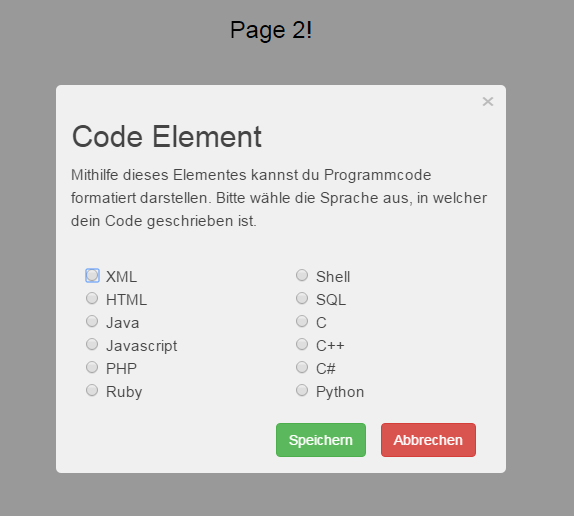 Page 2!
×
Code Element
Mithilfe dieses Elementes kannst du Programmcode
formatiert darstellen. Bitte wähle die Sprache aus, in welcher
dein Code geschrieben ist.
XML
HTML
Java
Javascript
PHP
Ruby
Shell
SQL
C
C++
C#
Python
Speichern
Abbrechen